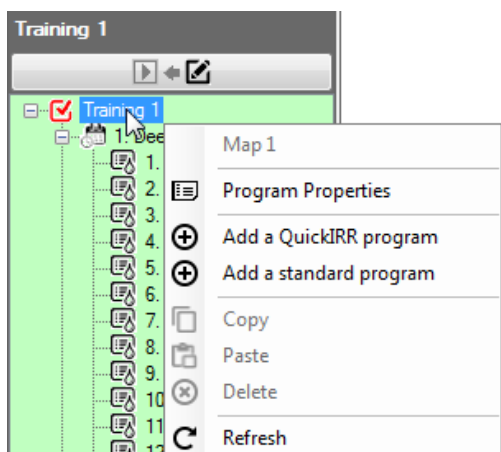 Training 1
Training 1
1. Dee
1.
2.
3.
4.
5.
6.
7.
8.
9.
10
11
12
Map 1
Program Properties
Add a QuickIRR program
Add a standard program
Copy
Paste
Delete
Refresh